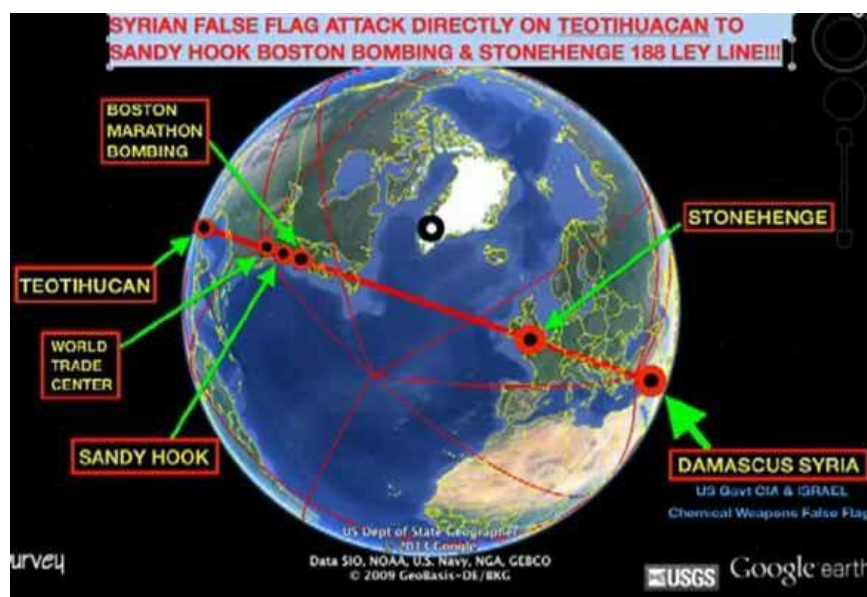 SYRIAN FALSE FLAG ATTACK DIRECTLY ON TEOTIHUACAN TO
SANDY HOOK BOSTON BOMBING & STONEHENGE 188 LEY LINE!!!
BOSTON
MARATHON
BOMBING
STONEHENGE
TEOTIHUCAN
WORLD
TRADE
CENTER
SANDY HOOK
DAMASCUS SYRIA
US Govt CIA & ISRAEL
Chemical Weapons False Flag
US Dept of State Geographer
© 2013 Google
Data SIO, NOAA, U.S. Navy, NGA, GEBCO
© 2009 GeoBasis-DE/BKG
urvey
USGS
Google earth